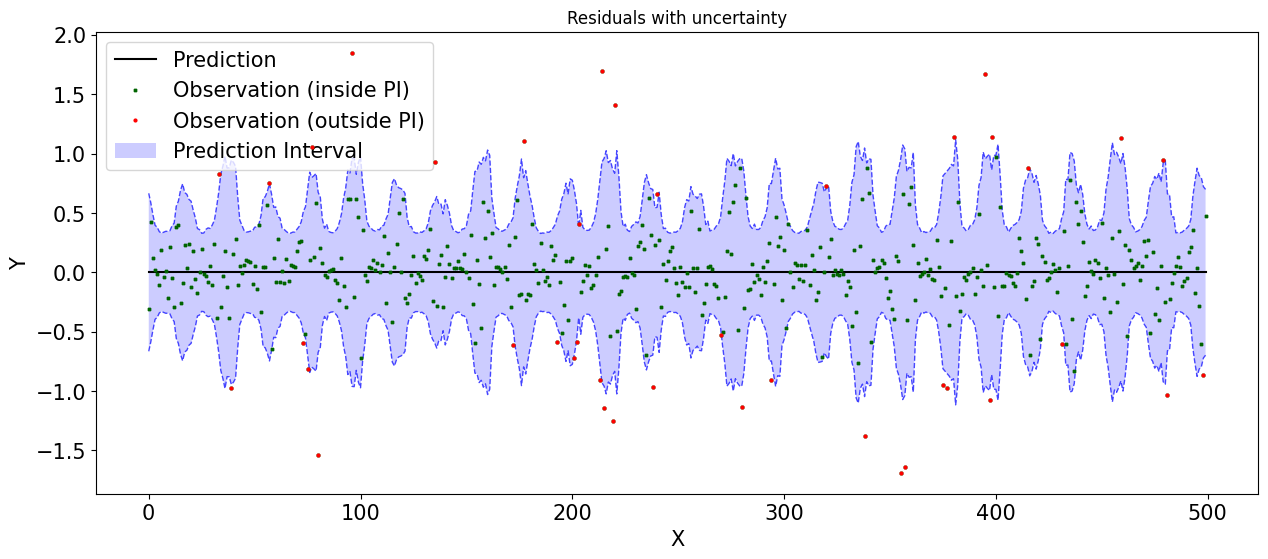 Residuals with uncertainty
Y
2.0
1.5
1.0
0.5
0.0
−0.5
−1.0
−1.5
Prediction
Observation (inside PI)
Observation (outside PI)
Prediction Interval
0 100 200 300 400 500
X